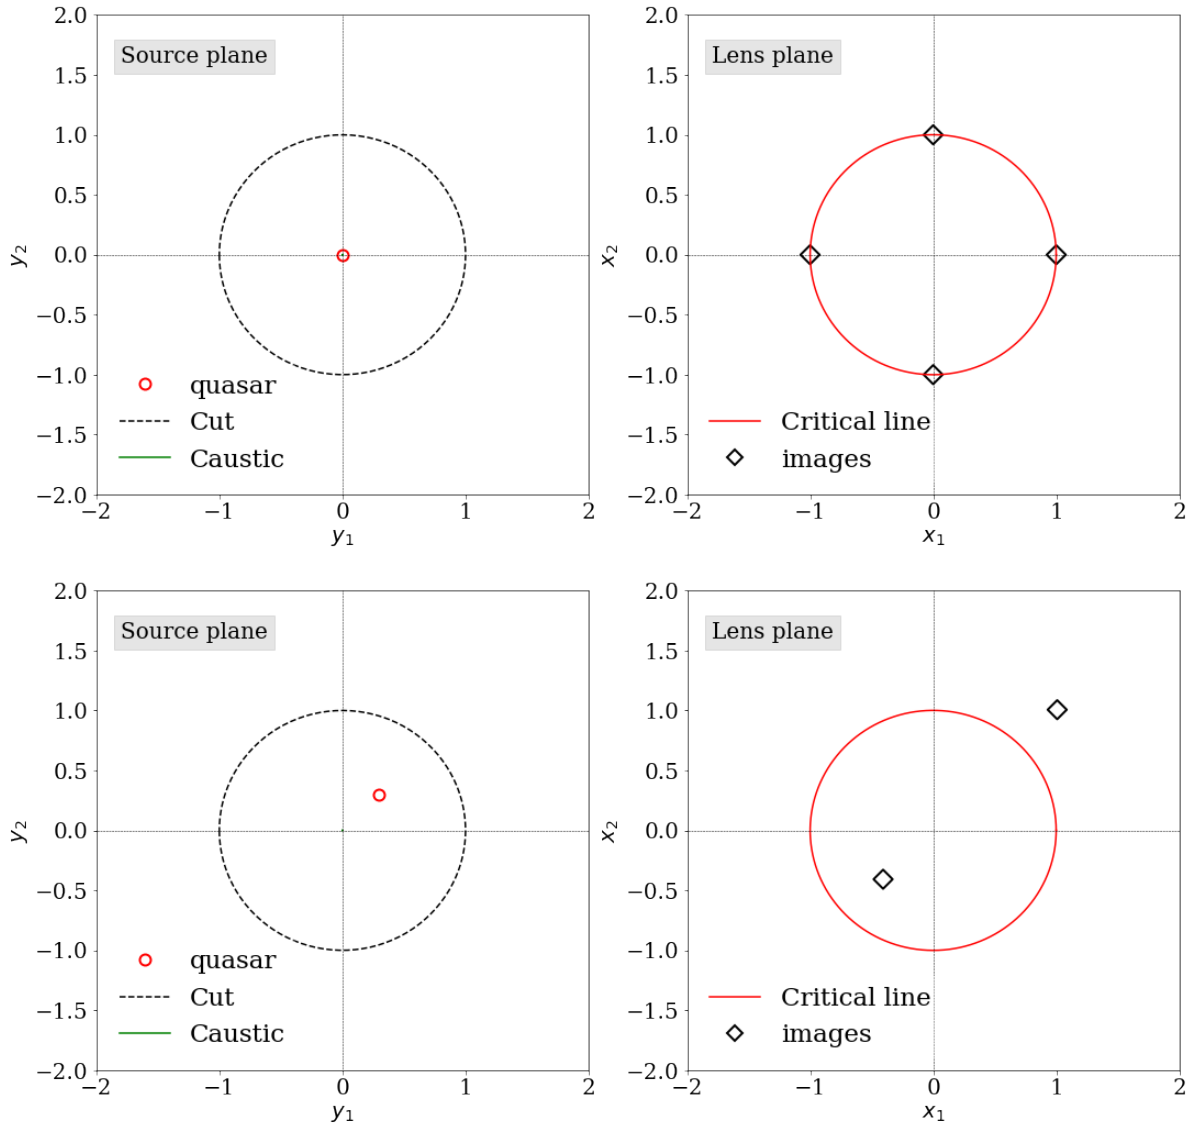 2.0
1.5
1.0
0.5
0.0
−0.5
−1.0
−1.5
−2.0
y₂
Source plane
quasar
Cut
Caustic
−2 −1 0 1 2
y₁
2.0
1.5
1.0
0.5
0.0
−0.5
−1.0
−1.5
−2.0
x₂
Lens plane
Critical line
images
−2 −1 0 1 2
x₁
2.0
1.5
1.0
0.5
0.0
−0.5
−1.0
−1.5
−2.0
y₂
Source plane
quasar
Cut
Caustic
−2 −1 0 1 2
y₁
2.0
1.5
1.0
0.5
0.0
−0.5
−1.0
−1.5
−2.0
x₂
Lens plane
Critical line
images
−2 −1 0 1 2
x₁